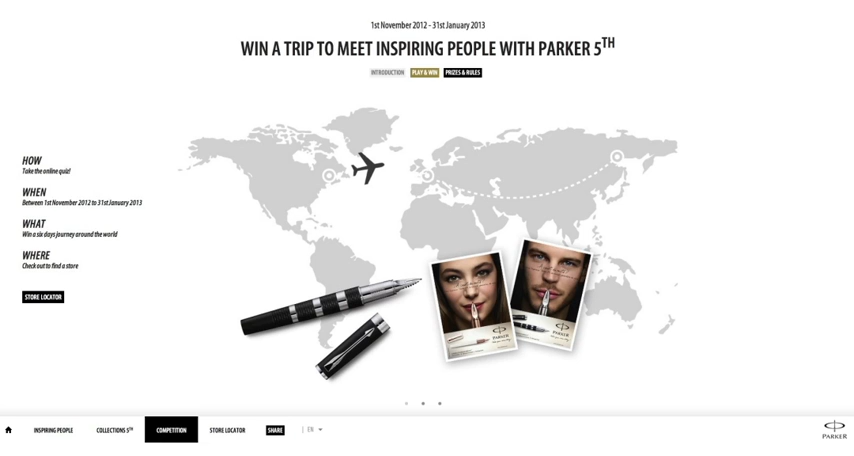 1st November 2012 - 31st January 2013
WIN A TRIP TO MEET INSPIRING PEOPLE WITH PARKER 5TH
INTRODUCTION PLAY & WIN PRIZES & RULES
HOW
Take the online quiz!
WHEN
Between 1st November 2012 to 31st January 2013
WHAT
Win a six days journey around the world
WHERE
Check out to find a store
STORE LOCATOR
PARKER
PARKER
INSPIRING PEOPLE COLLECTIONS 5TH COMPETITION STORE LOCATOR SHARE | EN
PARKER